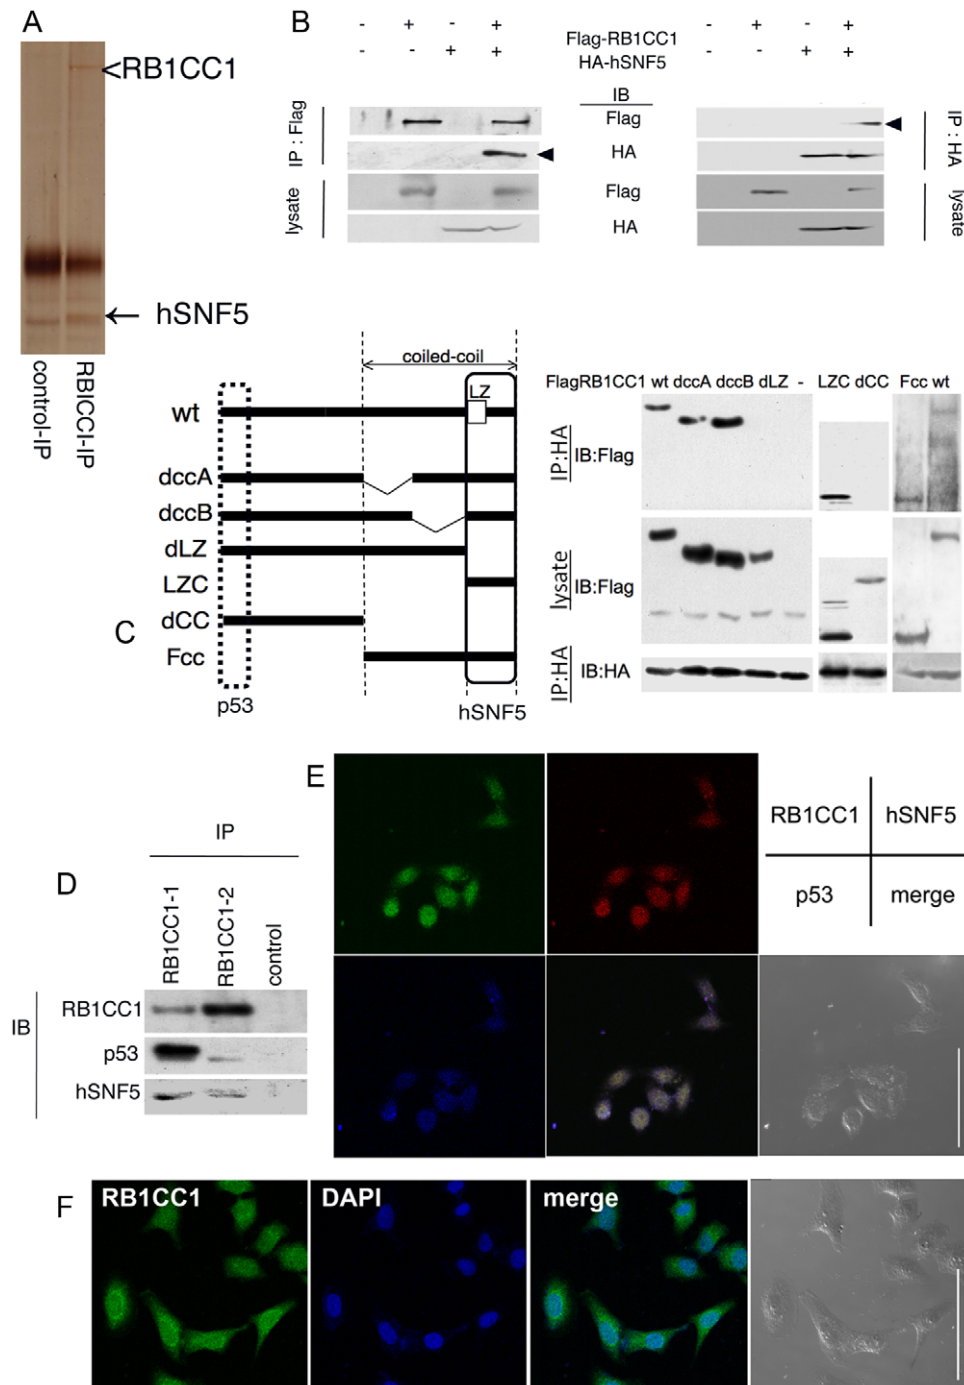 A
<RB1CC1
hSNF5
control-IP
RBICCI-IP
B
- + - +
- - + +
Flag-RB1CC1
HA-hSNF5
- + - +
- - + +
IB
IP : Flag
Flag
HA
IP : HA
lysate
Flag
HA
lysate
C
coiled-coil
LZ
wt
dccA
dccB
dLZ
LZC
dCC
Fcc
p53
hSNF5
FlagRB1CC1 wt dccA dccB dLZ - LZC dCC Fcc wt
IP:HA
IB:Flag
lysate
IB:Flag
IP:HA
IB:HA
D
IP
RB1CC1-1
RB1CC1-2
control
IB
RB1CC1
p53
hSNF5
E
RB1CC1 hSNF5
p53 merge
F
RB1CC1
DAPI
merge